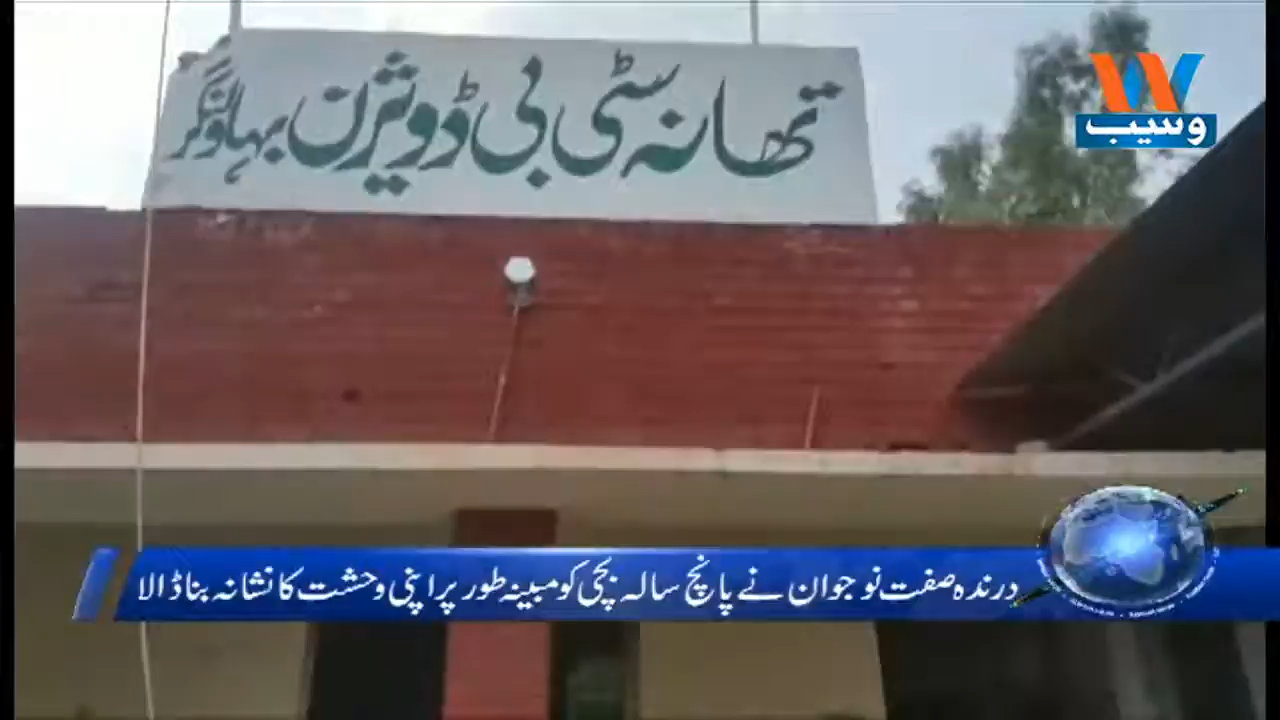 تھانہ سٹی بی ڈویژن بہاولنگر
وسیب
درندہ صفت نوجوان نے پانچ سالہ بچی کو مبینہ طور پر اپنی وحشت کا نشانہ بنا ڈالا